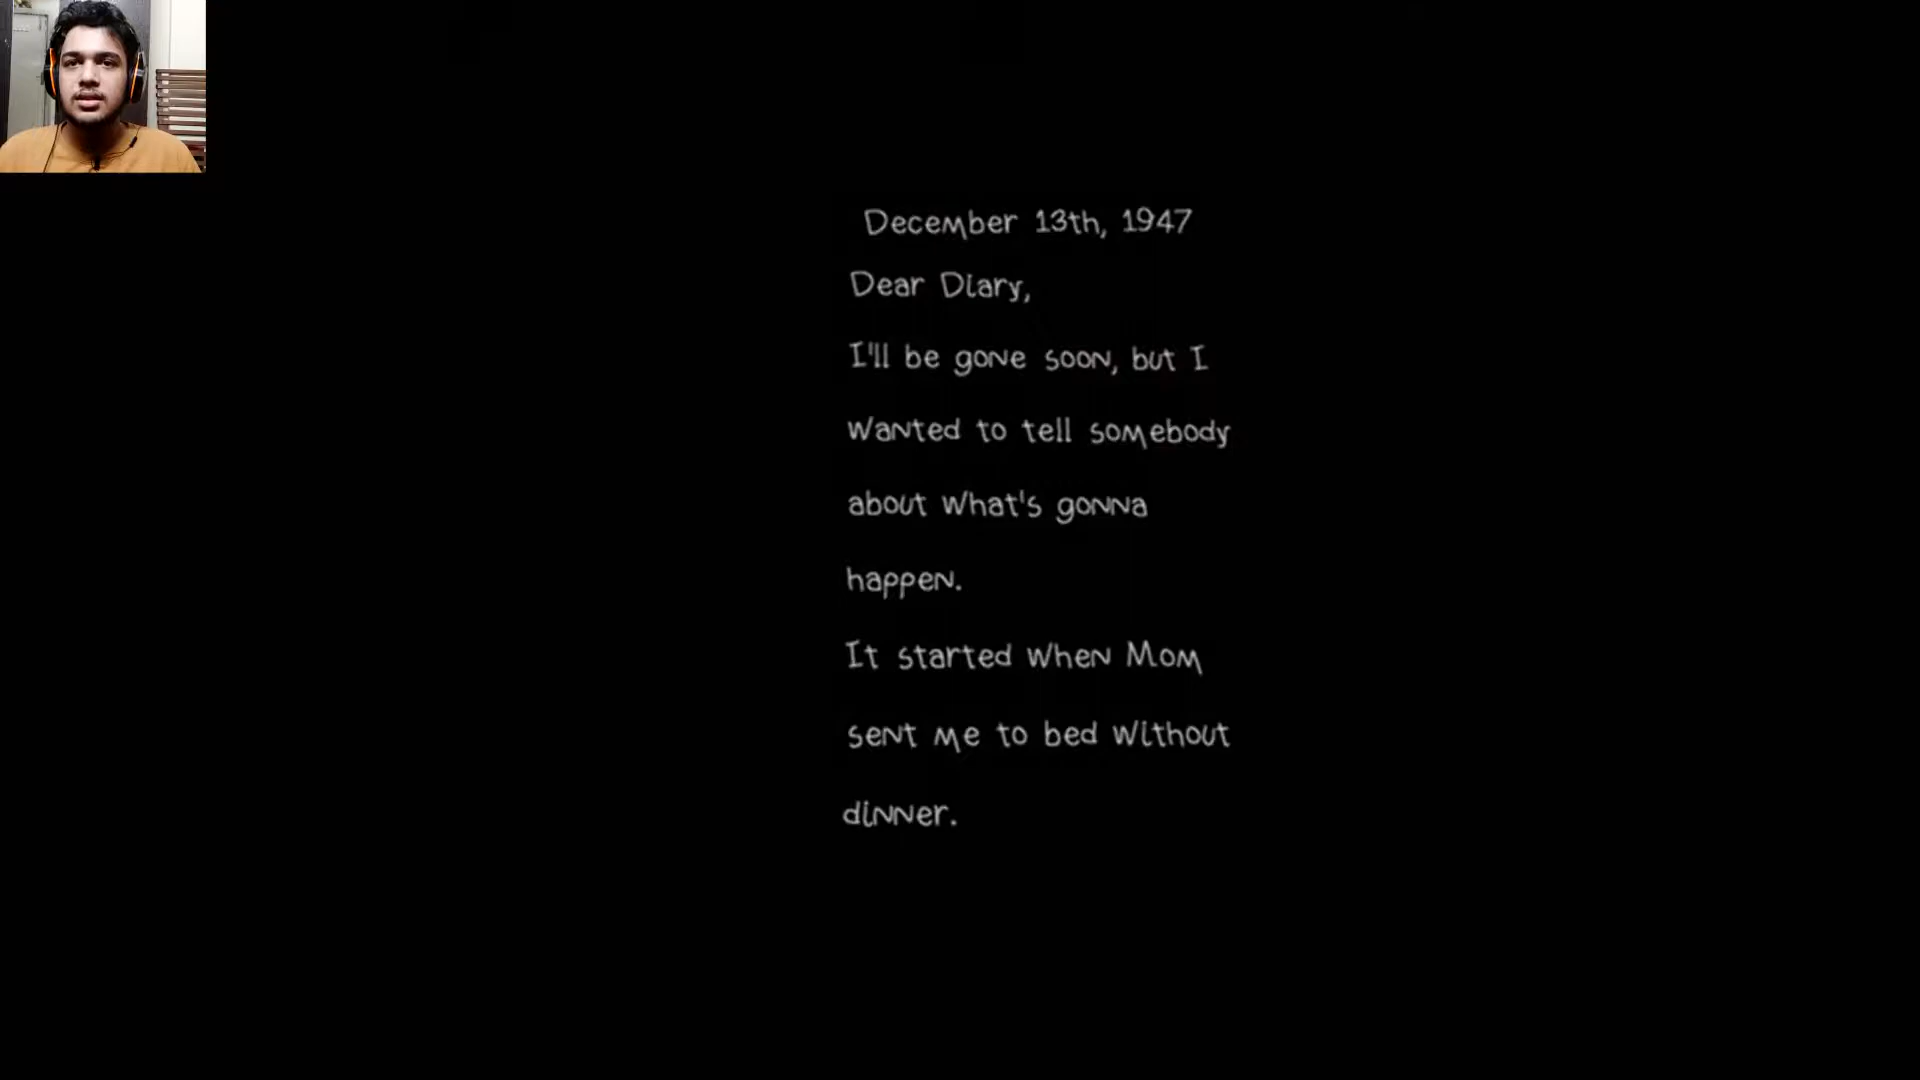 December 13th, 1947
Dear Diary,
I'll be gone soon, but I
wanted to tell somebody
about what's gonna
happen.
It started when Mom
sent me to bed without
dinner.